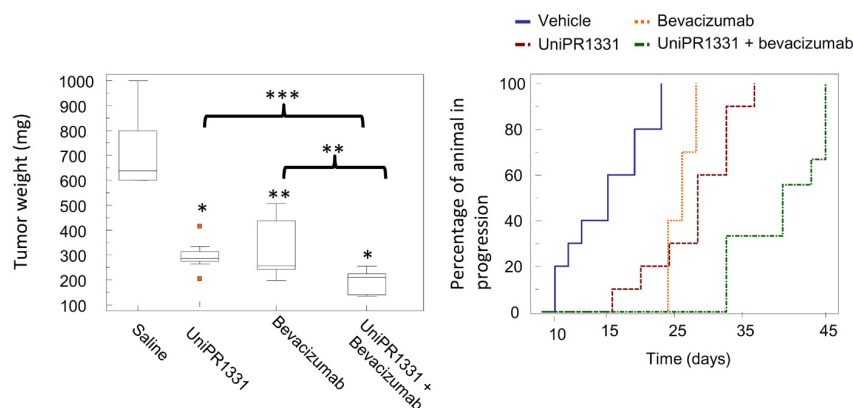 Tumor weight (mg)
1000
900
800
700
600
500
400
300
200
100
***
**
*
**
*
Saline
UniPR1331
Bevacizumab
UniPR1331 +
Bevacizumab
Vehicle
Bevacizumab
UniPR1331
UniPR1331 + bevacizumab
Percentage of animal in
progression
100
80
60
40
20
0
10
15
25
35
45
Time (days)